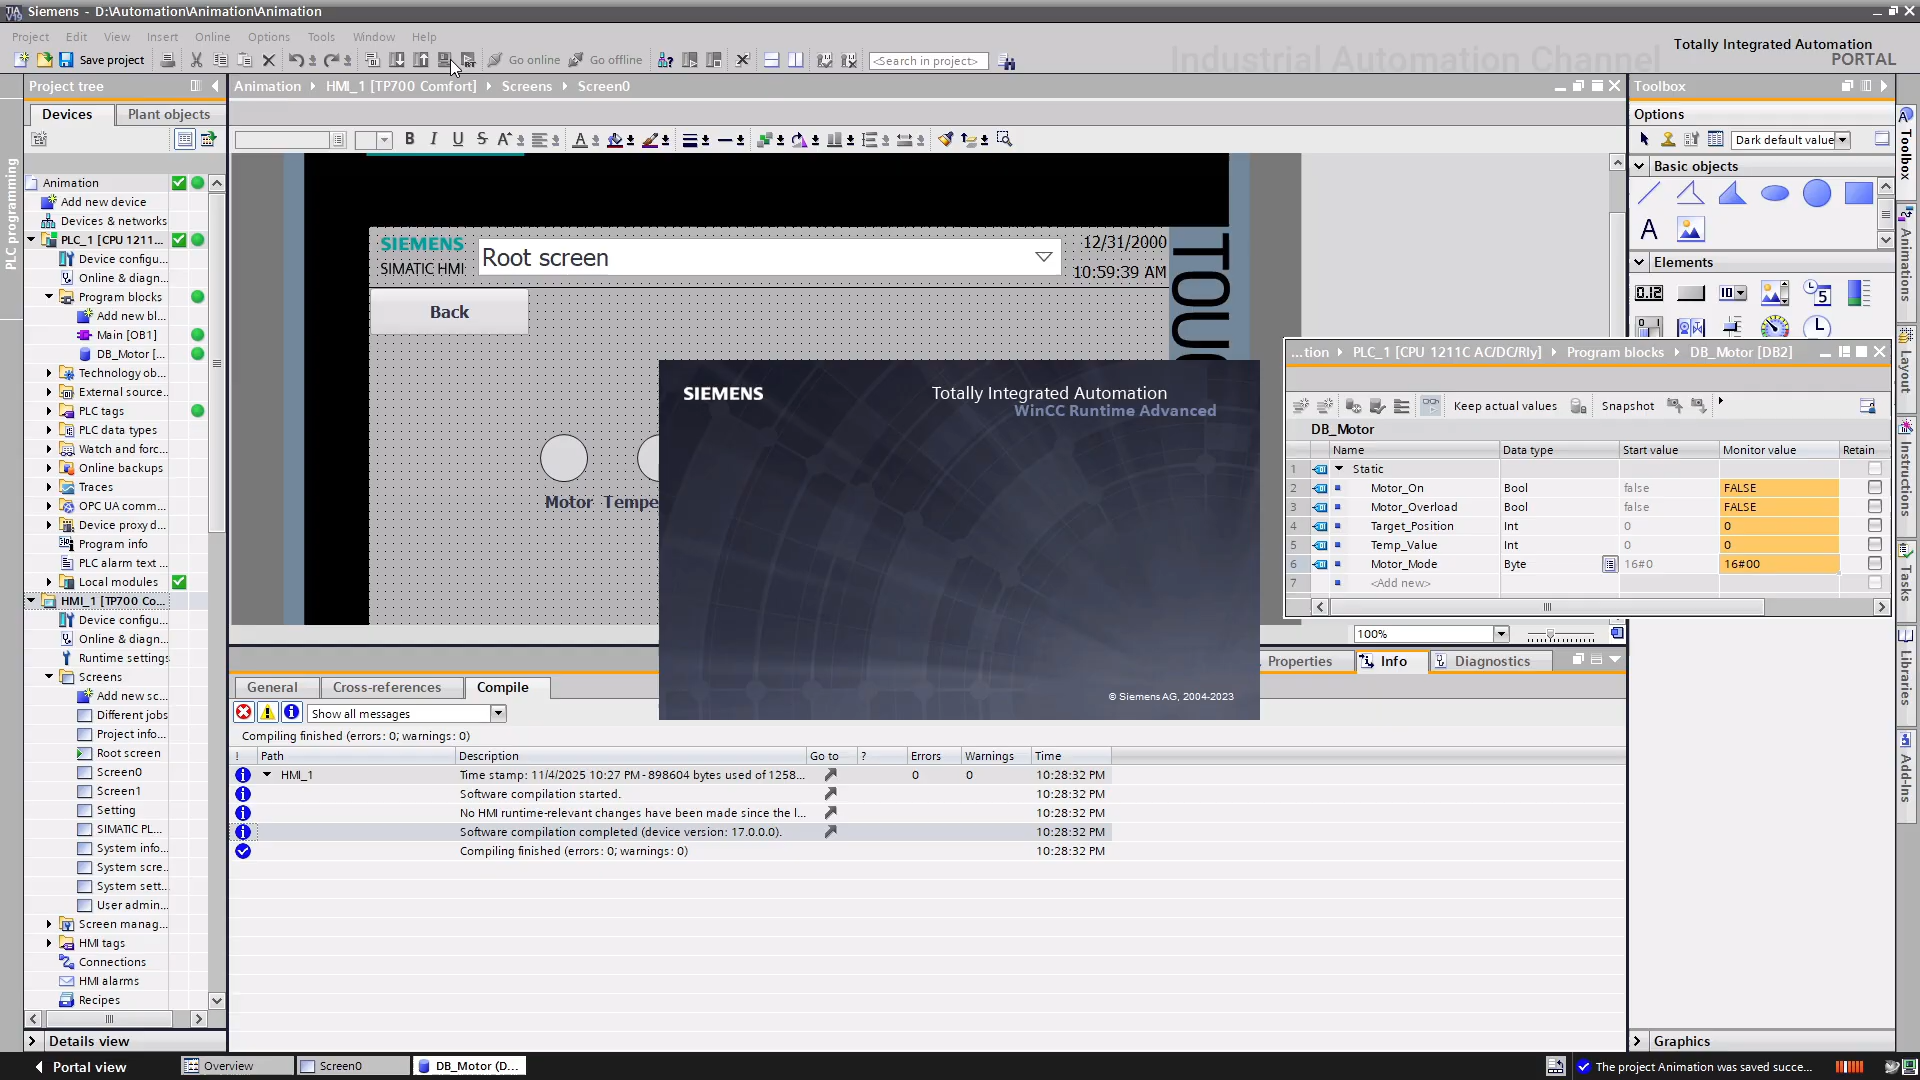 Siemens - D:\Automation\Animation\Animation
Project Edit View Insert Online Options Tools Window Help
Save project Go online Go offline <Search in project>
Industrial Automation Channel
Totally Integrated Automation
PORTAL
Project tree
Animation HMI_1 [TP700 Comfort] Screens Screen0
Toolbox
Devices Plant objects
Options
Dark default value
Basic objects
Elements
PLC programming
Animation
Add new device
Devices & networks
PLC_1 [CPU 1211...
Device configu...
Online & diagn...
Program blocks
Add new bl...
Main [OB1]
DB_Motor [...
Technology ob...
External source...
PLC tags
PLC data types
Watch and forc...
Online backups
Traces
OPC UA comm...
Device proxy d...
Program info
PLC alarm text ...
Local modules
HMI_1 [TP700 Co...
Device configu...
Online & diagn...
Runtime settings
Screens
Add new sc...
Different jobs
Project info...
Root screen
Screen0
Screen1
Setting
SIMATIC PL...
System info...
System scre...
System sett...
User admin...
Screen manag...
HMI tags
Connections
HMI alarms
Recipes
Details view
SIEMENS
SIMATIC HMI
Root screen
12/31/2000
10:59:39 AM
Back
Motor Tempe
TOUC
SIEMENS
Totally Integrated Automation
WinCC Runtime Advanced
© Siemens AG, 2004-2023
...tion PLC_1 [CPU 1211C AC/DC/Rly] Program blocks DB_Motor [DB2]
Keep actual values Snapshot
DB_Motor
Name Data type Start value Monitor value Retain
1 Static
2 Motor_On Bool false FALSE
3 Motor_Overload Bool false FALSE
4 Target_Position Int 0 0
5 Temp_Value Int 0 0
6 Motor_Mode Byte 16#0 16#00
7 <Add new>
100%
Properties Info Diagnostics
General Cross-references Compile
Show all messages
Compiling finished (errors: 0; warnings: 0)
! Path Description Go to ? Errors Warnings Time
HMI_1 Time stamp: 11/4/2025 10:27 PM - 898604 bytes used of 1258... 0 0 10:28:32 PM
Software compilation started. 10:28:32 PM
No HMI runtime-relevant changes have been made since the l... 10:28:32 PM
Software compilation completed (device version: 17.0.0.0). 10:28:32 PM
Compiling finished (errors: 0; warnings: 0) 10:28:32 PM
Toolbox
Animations
Layout
Instructions
Tasks
Libraries
Add-Ins
Graphics
Portal view Overview Screen0 DB_Motor (D... The project Animation was saved succe...